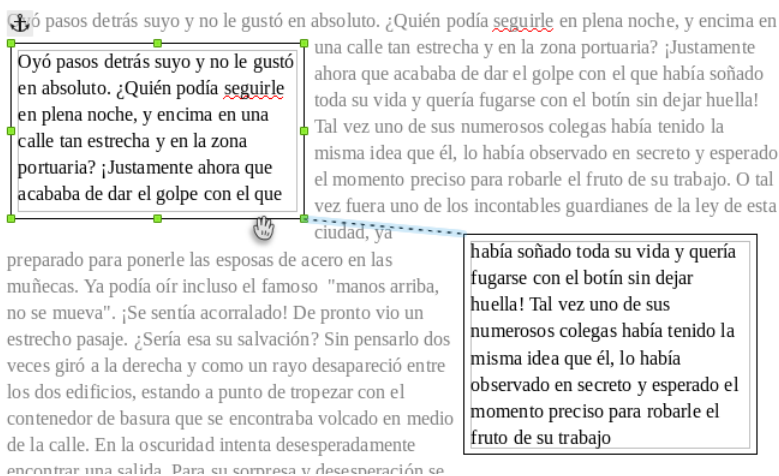 Oyó pasos detrás suyo y no le gustó en absoluto. ¿Quién podía seguirle en plena noche, y encima en
una calle tan estrecha y en la zona portuaria? ¡Justamente
ahora que acababa de dar el golpe con el que había soñado
toda su vida y quería fugarse con el botín sin dejar huella!
Tal vez uno de sus numerosos colegas había tenido la
misma idea que él, lo había observado en secreto y esperado
el momento preciso para robarle el fruto de su trabajo. O tal
vez fuera uno de los incontables guardianes de la ley de esta
ciudad, ya
preparado para ponerle las esposas de acero en las
muñecas. Ya podía oír incluso el famoso "manos arriba,
no se mueva". ¡Se sentía acorralado! De pronto vio un
estrecho pasaje. ¿Sería esa su salvación? Sin pensarlo dos
veces giró a la derecha y como un rayo desapareció entre
los dos edificios, estando a punto de tropezar con el
contenedor de basura que se encontraba volcado en medio
de la calle. En la oscuridad intenta desesperadamente
encontrar una salida. Para su sorpresa y desesperación se
Oyó pasos detrás suyo y no le gustó
en absoluto. ¿Quién podía seguirle
en plena noche, y encima en una
calle tan estrecha y en la zona
portuaria? ¡Justamente ahora que
acababa de dar el golpe con el que
había soñado toda su vida y quería
fugarse con el botín sin dejar
huella! Tal vez uno de sus
numerosos colegas había tenido la
misma idea que él, lo había
observado en secreto y esperado el
momento preciso para robarle el
fruto de su trabajo